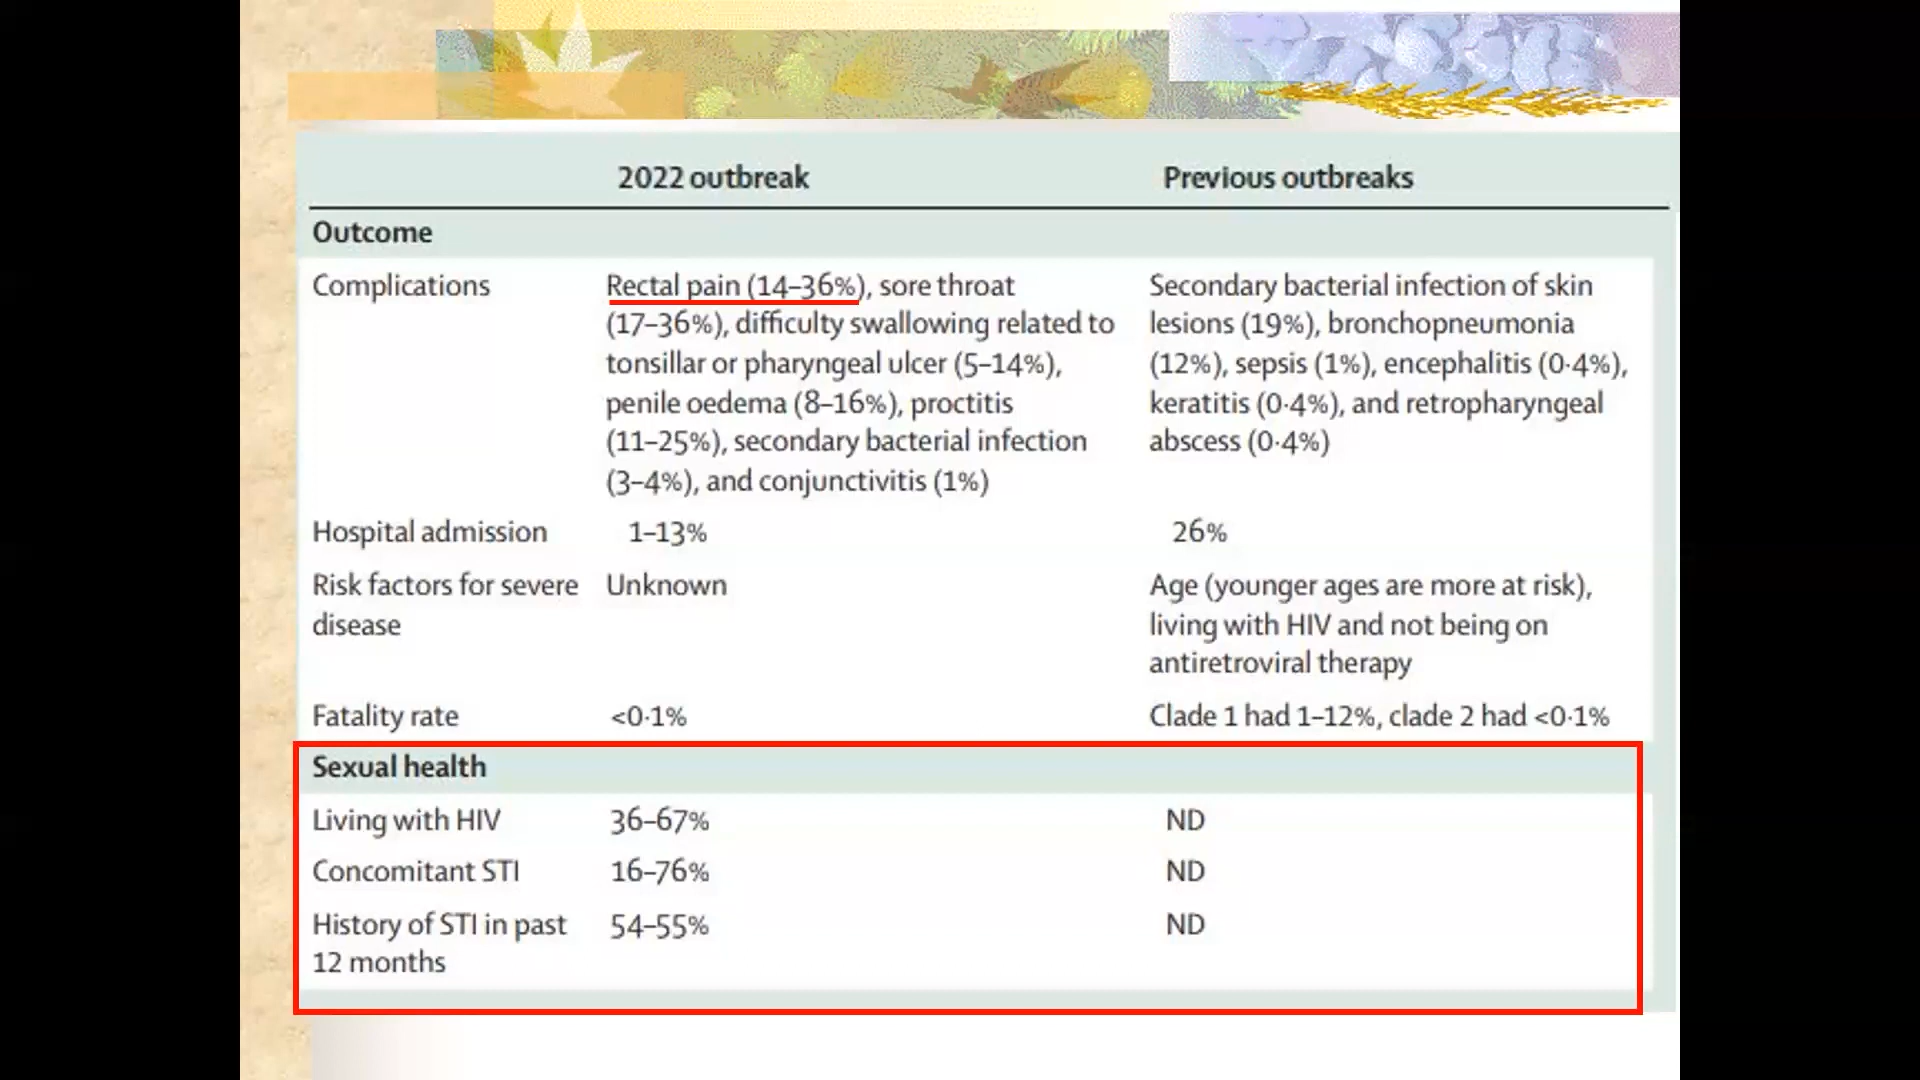 2022 outbreak Previous outbreaks
Outcome
Complications
Rectal pain (14–36%), sore throat
(17–36%), difficulty swallowing related to
tonsillar or pharyngeal ulcer (5–14%),
penile oedema (8–16%), proctitis
(11–25%), secondary bacterial infection
(3–4%), and conjunctivitis (1%)
Secondary bacterial infection of skin
lesions (19%), bronchopneumonia
(12%), sepsis (1%), encephalitis (0·4%),
keratitis (0·4%), and retropharyngeal
abscess (0·4%)
Hospital admission 1–13% 26%
Risk factors for severe
disease
Unknown
Age (younger ages are more at risk),
living with HIV and not being on
antiretroviral therapy
Fatality rate <0·1% Clade 1 had 1–12%, clade 2 had <0·1%
Sexual health
Living with HIV 36–67% ND
Concomitant STI 16–76% ND
History of STI in past
12 months
54–55% ND